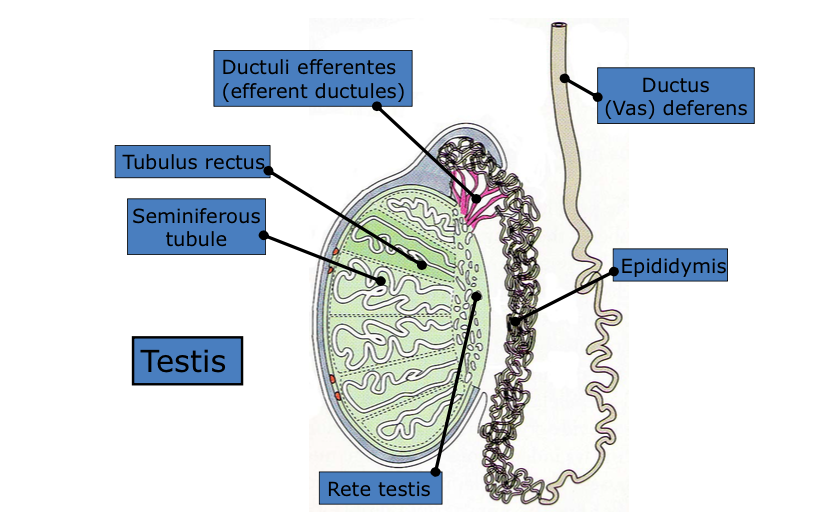 Ductuli efferentes
(efferent ductules)
Ductus
(Vas) deferens
Tubulus rectus
Seminiferous
tubule
Epididymis
Testis
Rete testis